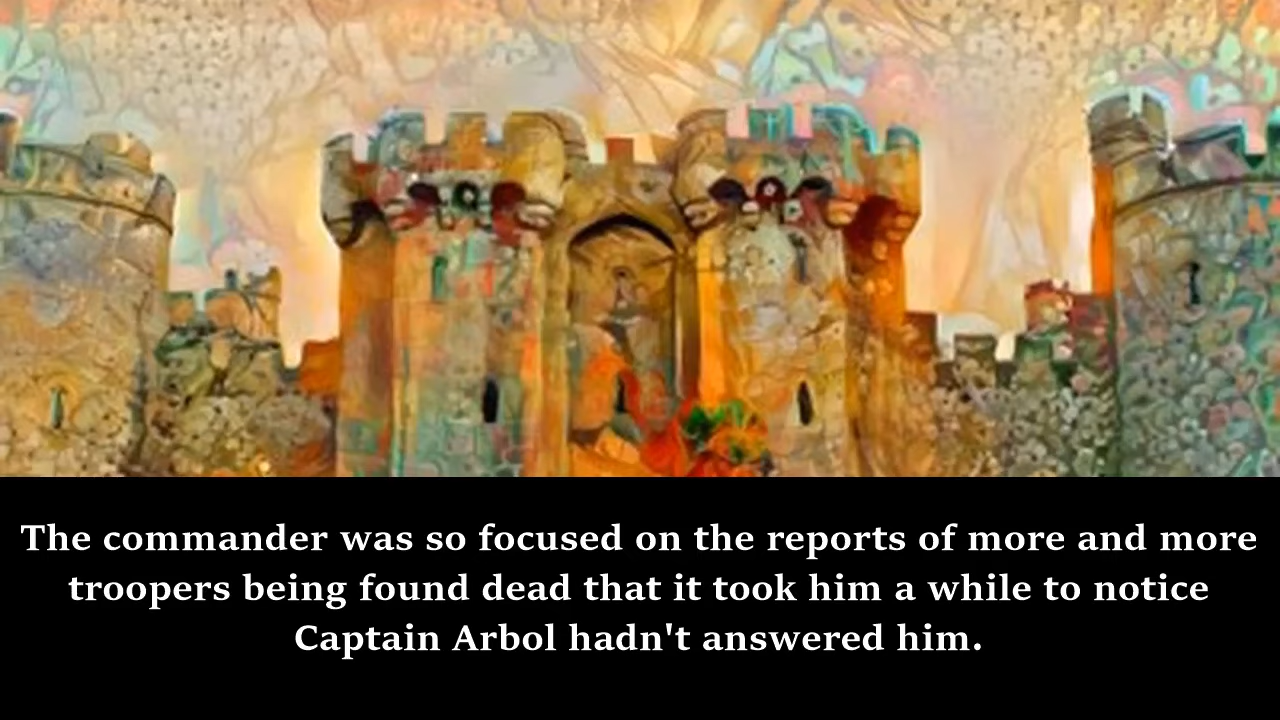 The commander was so focused on the reports of more and more
troopers being found dead that it took him a while to notice
Captain Arbol hadn't answered him.